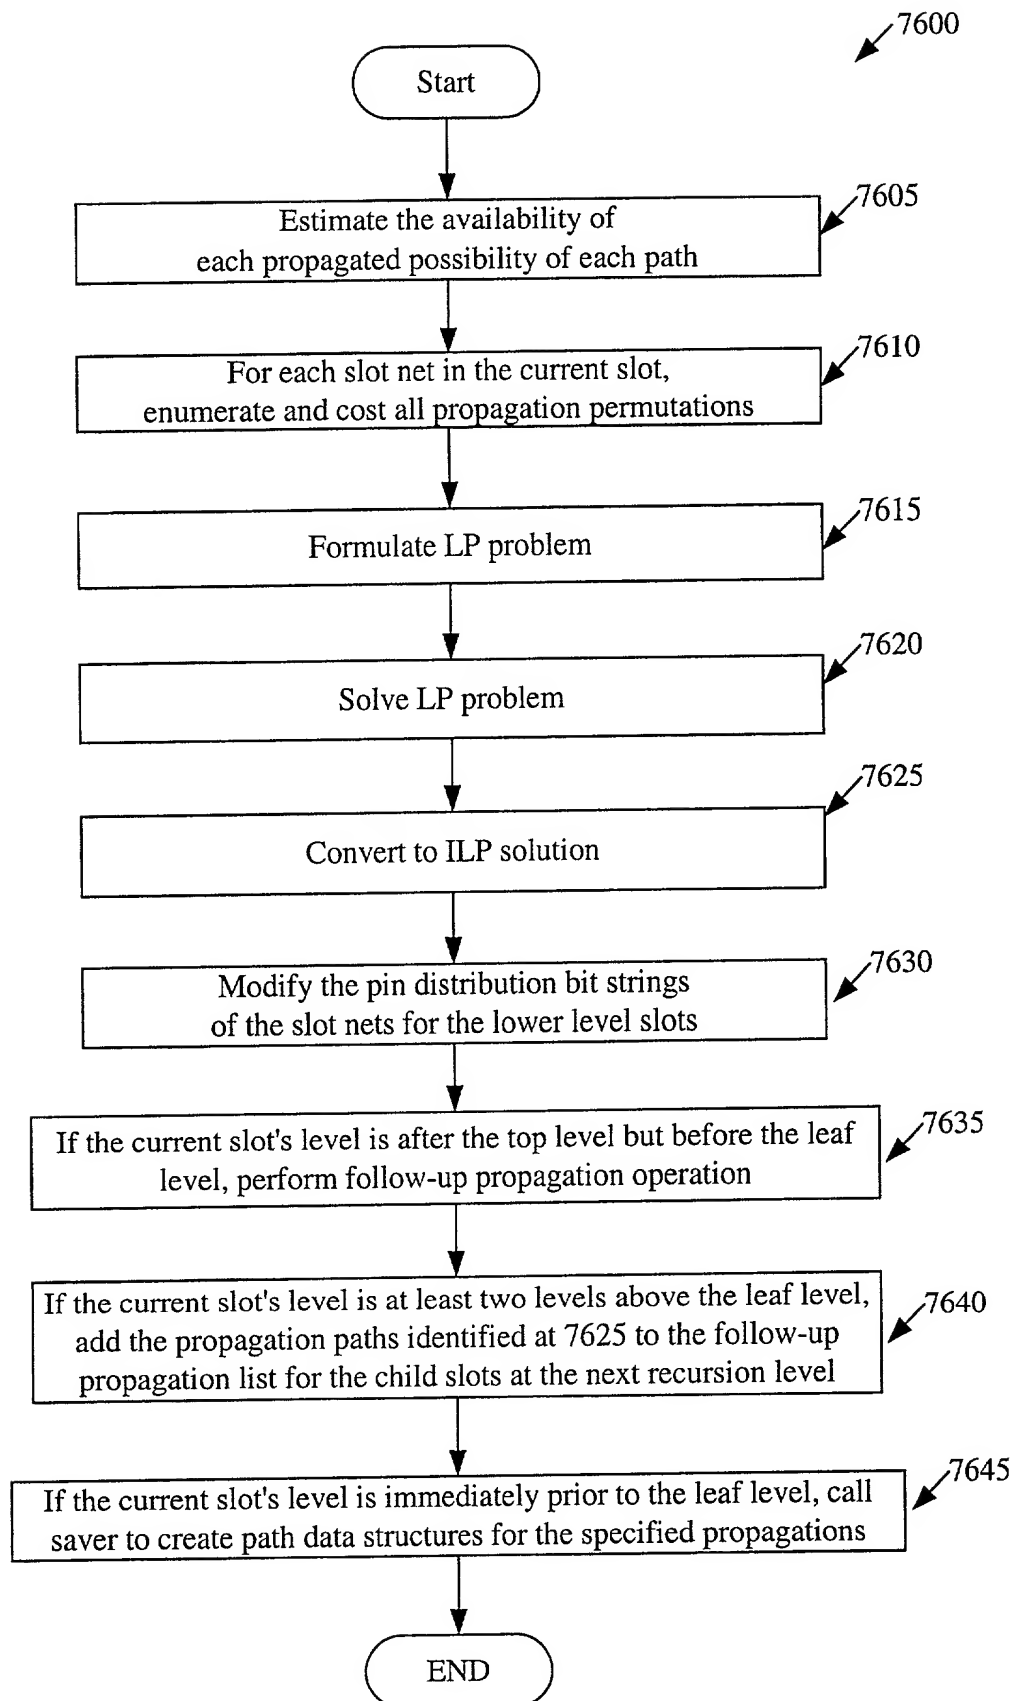 7600
Start
7605
Estimate the availability of
each propagated possibility of each path
7610
For each slot net in the current slot,
enumerate and cost all propagation permutations
7615
Formulate LP problem
7620
Solve LP problem
7625
Convert to ILP solution
7630
Modify the pin distribution bit strings
of the slot nets for the lower level slots
7635
If the current slot's level is after the top level but before the leaf
level, perform follow-up propagation operation
7640
If the current slot's level is at least two levels above the leaf level,
add the propagation paths identified at 7625 to the follow-up
propagation list for the child slots at the next recursion level
7645
If the current slot's level is immediately prior to the leaf level, call
saver to create path data structures for the specified propagations
END